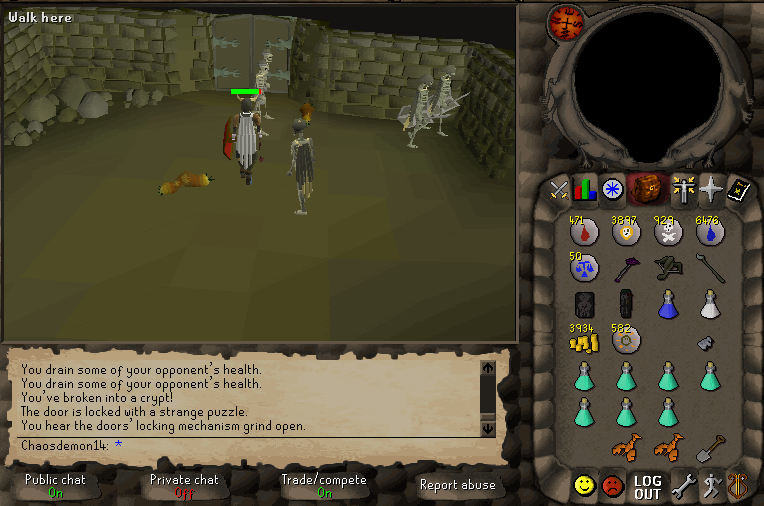 Walk here
471 3897 929 6476
50
3934 582
You drain some of your opponent's health.
You drain some of your opponent's health.
You've broken into a crypt!
The door is locked with a strange puzzle.
You hear the doors' locking mechanism grind open.
Chaosdemon14: *
Public chat
On
Private chat
Off
Trade/compete
On
Report abuse
LOG
OUT